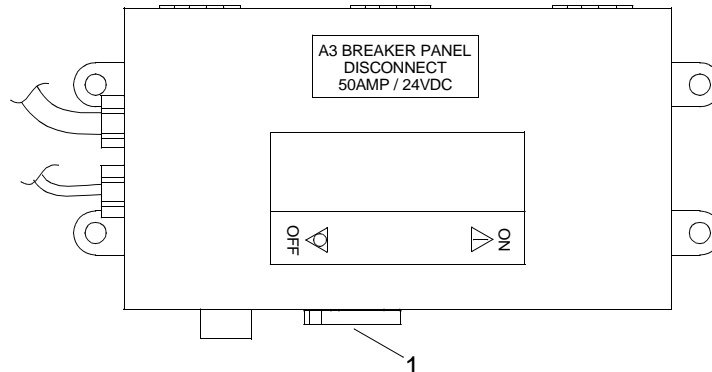 A3 BREAKER PANEL
DISCONNECT
50AMP / 24VDC
OFF
ON
1